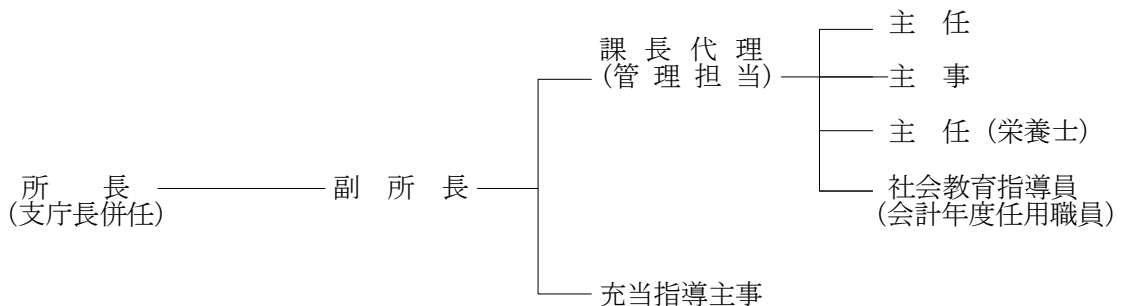 所長
(支庁長併任)
副所長
課長代理
(管理担当)
主任
主事
主任(栄養士)
社会教育指導員
(会計年度任用職員)
充当指導主事